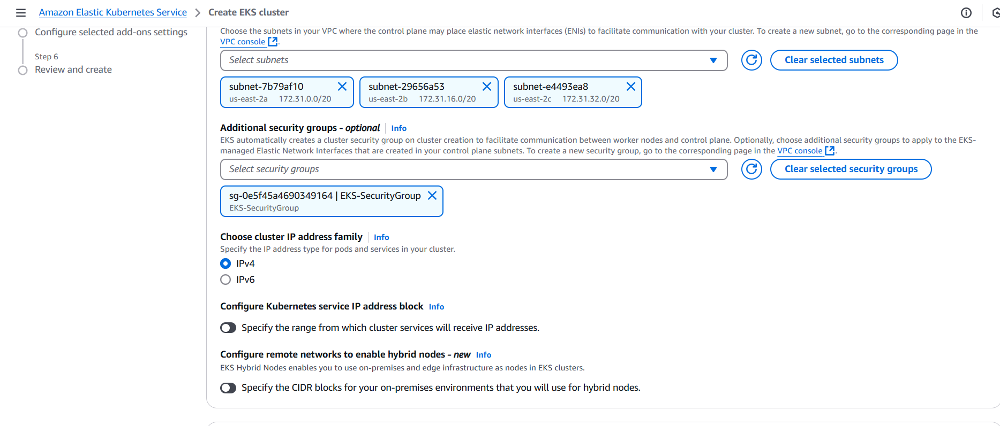 Amazon Elastic Kubernetes Service > Create EKS cluster
Configure selected add-ons settings
Step 6
Review and create
Choose the subnets in your VPC where the control plane may place elastic network interfaces (ENIs) to facilitate communication with your cluster. To create a new subnet, go to the corresponding page in the
VPC console.
Select subnets
Clear selected subnets
subnet-7b79af10
us-east-2a 172.31.0.0/20
subnet-29656a53
us-east-2b 172.31.16.0/20
subnet-e4493ea8
us-east-2c 172.31.32.0/20
Additional security groups - optional Info
EKS automatically creates a cluster security group on cluster creation to facilitate communication between worker nodes and control plane. Optionally, choose additional security groups to apply to the EKS-
managed Elastic Network Interfaces that are created in your control plane subnets. To create a new security group, go to the corresponding page in the VPC console.
Select security groups
Clear selected security groups
sg-0e5f45a4690349164 | EKS-SecurityGroup
EKS-SecurityGroup
Choose cluster IP address family Info
Specify the IP address type for pods and services in your cluster.
IPv4
IPv6
Configure Kubernetes service IP address block Info
Specify the range from which cluster services will receive IP addresses.
Configure remote networks to enable hybrid nodes - new Info
EKS Hybrid Nodes enables you to use on-premises and edge infrastructure as nodes in EKS clusters.
Specify the CIDR blocks for your on-premises environments that you will use for hybrid nodes.